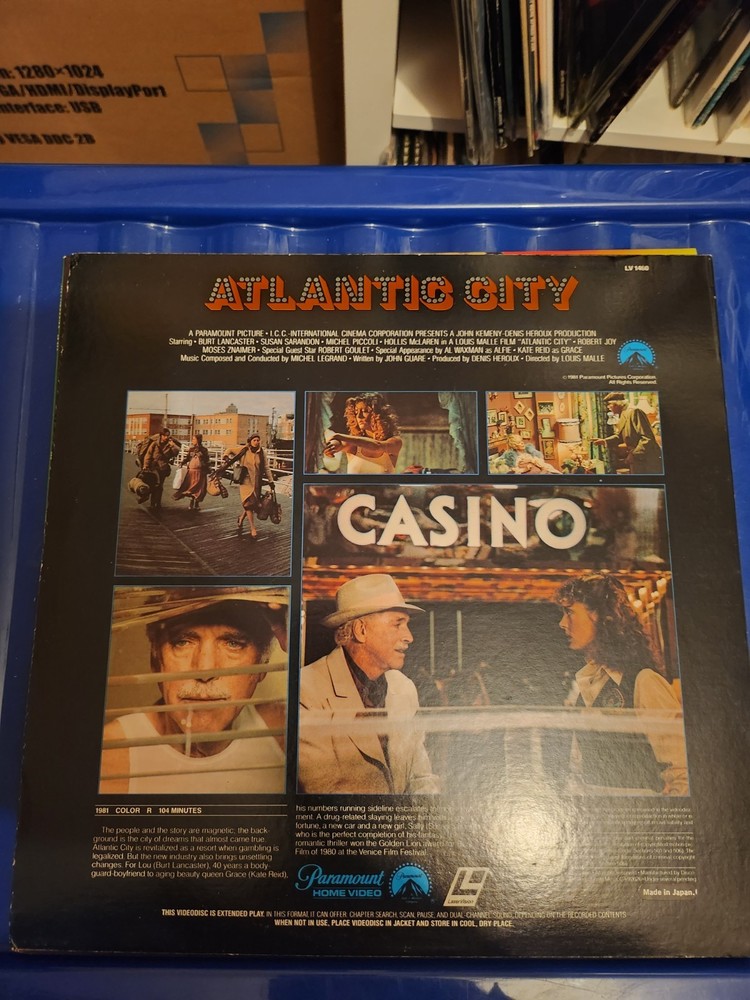 n: 1280×1024
GA/HDMI/DisplayPort
nterface: USB
VESA DDC 2B
LV 1460
ATLANTIC CITY
A PARAMOUNT PICTURE • I.C.C.-INTERNATIONAL CINEMA CORPORATION PRESENTS A JOHN KEMENY-DENIS HEROUX PRODUCTION
Starring • BURT LANCASTER • SUSAN SARANDON • MICHEL PICCOLI • HOLLIS McLAREN in A LOUIS MALLE FILM "ATLANTIC CITY" • ROBERT JOY
MOSES ZNAIMER • Special Guest Star ROBERT GOULET • Special Appearance by AL WAXMAN as ALFIE • KATE REID as GRACE
Music Composed and Conducted by MICHEL LEGRAND • Written by JOHN GUARE • Produced by DENIS HEROUX • Directed by LOUIS MALLE
© 1981 Paramount Pictures Corporation.
All Rights Reserved.
CASINO
1981 COLOR R 104 MINUTES
The people and the story are magnetic: the back-
ground is the city of dreams that almost came true.
Atlantic City is revitalized as a resort when gambling is
legalized. But the new industry also brings unsettling
changes. For Lou (Burt Lancaster), 40 years a body-
guard-boyfriend to aging beauty queen Grace (Kate Reid),
his numbers running sideline escalates
ment. A drug-related slaying leaves him
fortune, a new car and a new girl, Sally
who is the perfect completion of his
romantic thriller won the Golden Lion
Film of 1980 at the Venice Film Festival
Paramount
HOME VIDEO
Paramount
LaserVision
Made in Japan.
THIS VIDEODISC IS EXTENDED PLAY. IN THIS FORMAT, IT CAN OFFER CHAPTER SEARCH, SCAN, PAUSE, AND DUAL CHANNEL SOUND, DEPENDING ON THE RECORDED CONTENTS
WHEN NOT IN USE, PLACE VIDEODISC IN JACKET AND STORE IN COOL, DRY PLACE.